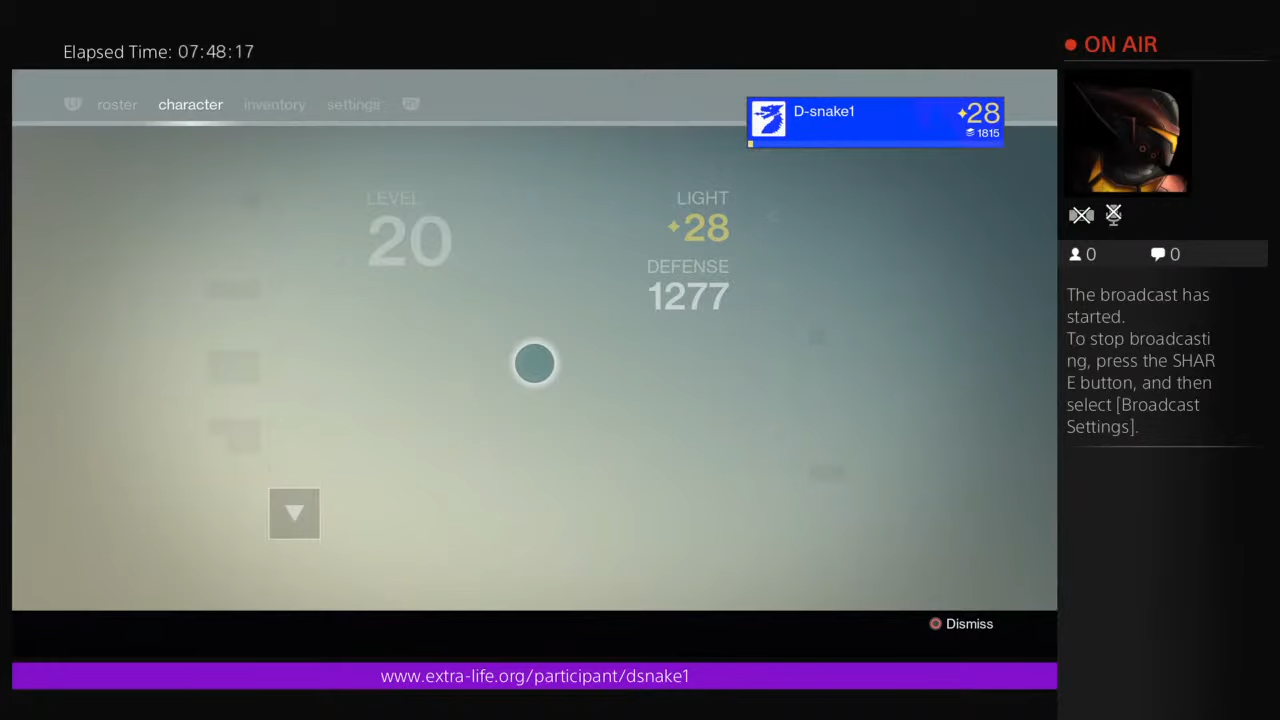 Elapsed Time: 07:48:17
ON AIR
roster character inventory settings
D-snake1
28
1815
LEVEL
20
LIGHT
28
DEFENSE
1277
0 0
The broadcast has
started.
To stop broadcasti
ng, press the SHAR
E button, and then
select [Broadcast
Settings].
Dismiss
www.extra-life.org/participant/dsnake1